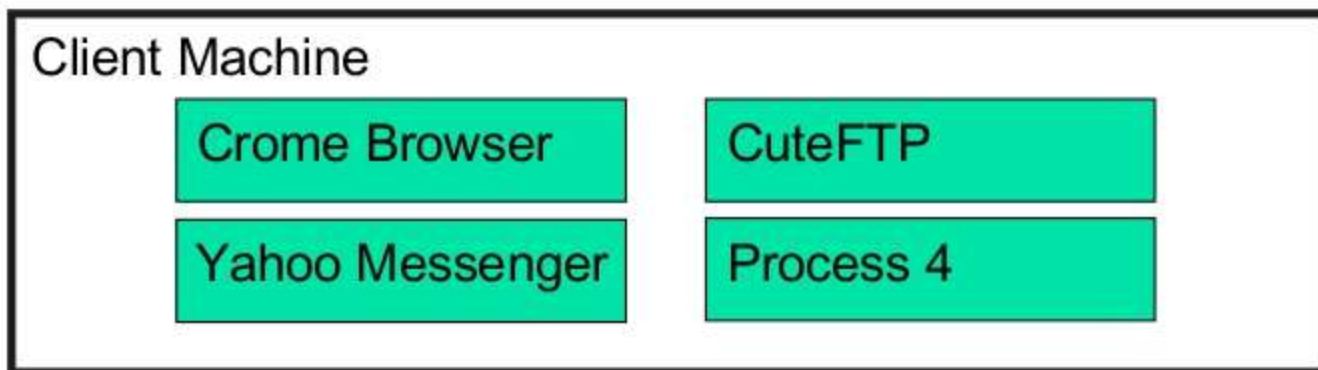 Client Machine
Crome Browser
CuteFTP
Yahoo Messenger
Process 4